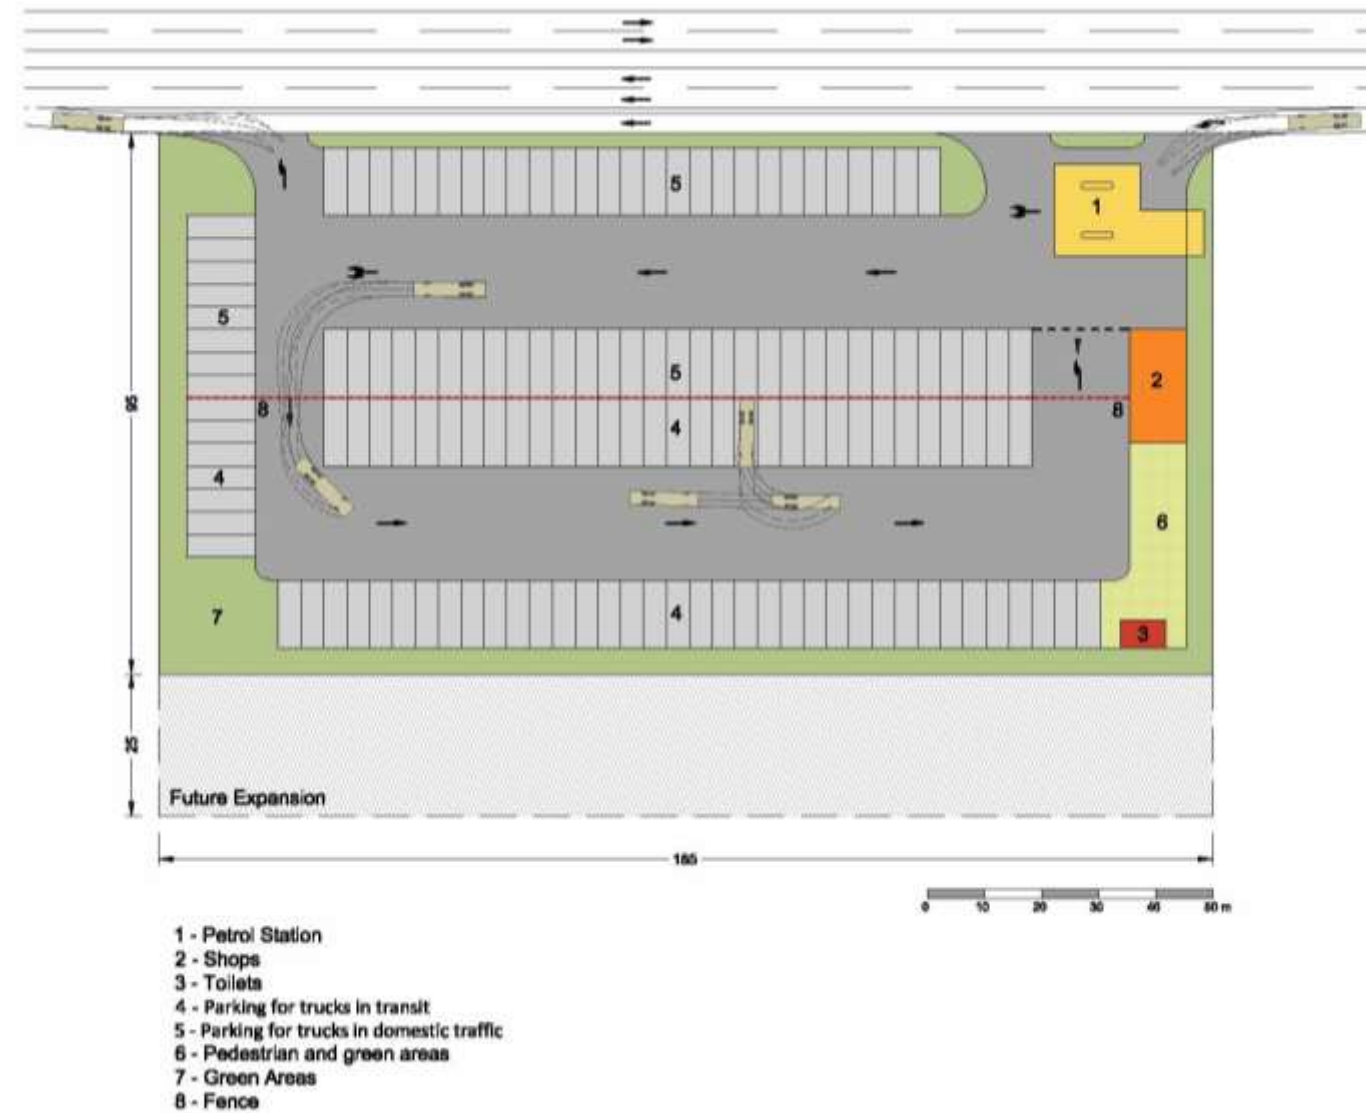 5
1
5
5
2
8
8
4
95
4
6
7
4
3
25
Future Expansion
185
0 10 20 30 40 50 m
1 - Petrol Station
2 - Shops
3 - Toilets
4 - Parking for trucks in transit
5 - Parking for trucks in domestic traffic
6 - Pedestrian and green areas
7 - Green Areas
8 - Fence